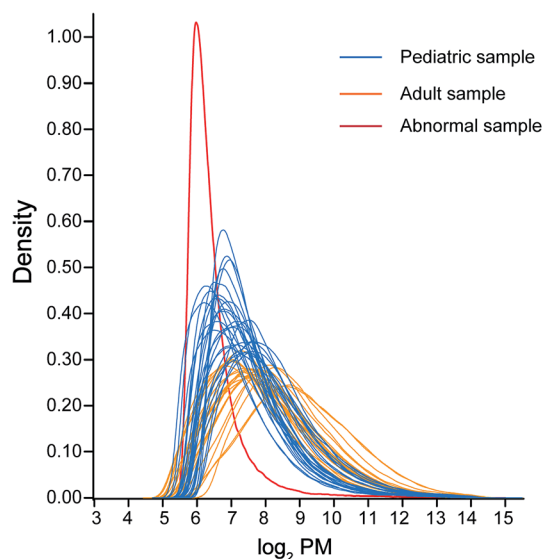 1.00
0.90
0.80
0.70
0.60
0.50
0.40
0.30
0.20
0.10
0.00
Density
Pediatric sample
Adult sample
Abnormal sample
3 4 5 6 7 8 9 10 11 12 13 14 15
log₂ PM